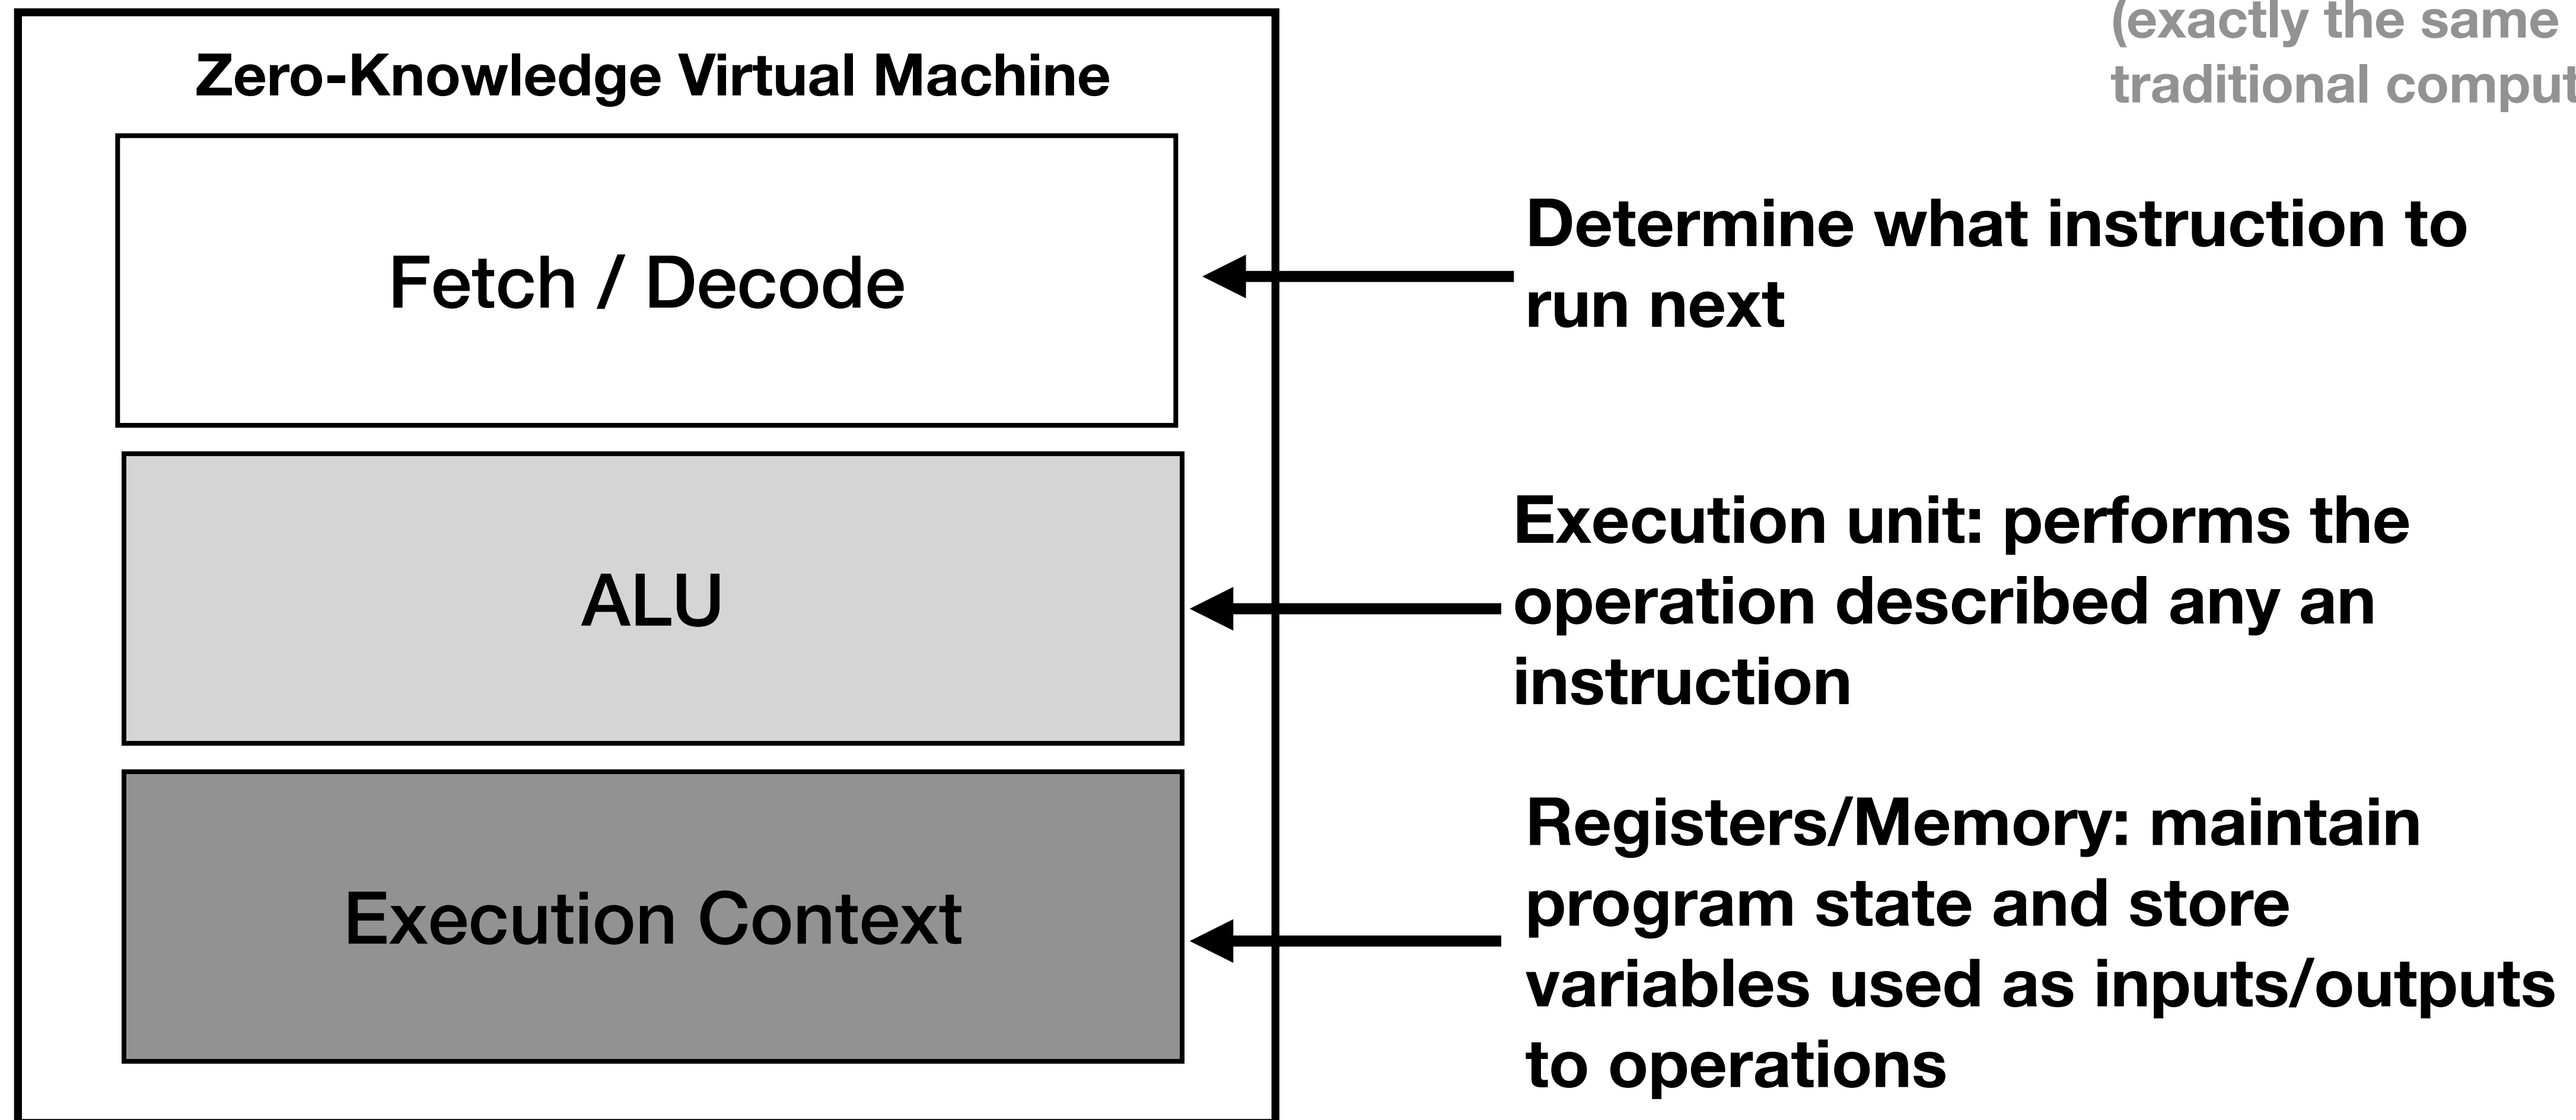 (exactly the same
traditional comput
Zero-Knowledge Virtual Machine
Fetch / Decode
Determine what instruction to
run next
ALU
Execution unit: performs the
operation described any an
instruction
Execution Context
Registers/Memory: maintain
program state and store
variables used as inputs/outputs
to operations